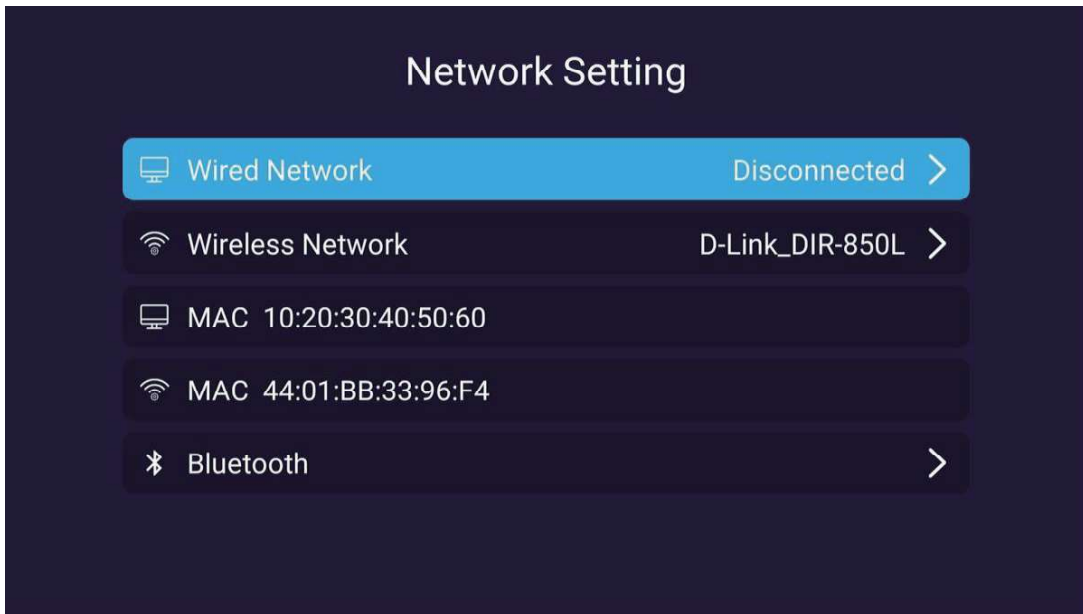 Network Setting
Wired Network Disconnected
Wireless Network D-Link_DIR-850L
MAC 10:20:30:40:50:60
MAC 44:01:BB:33:96:F4
Bluetooth